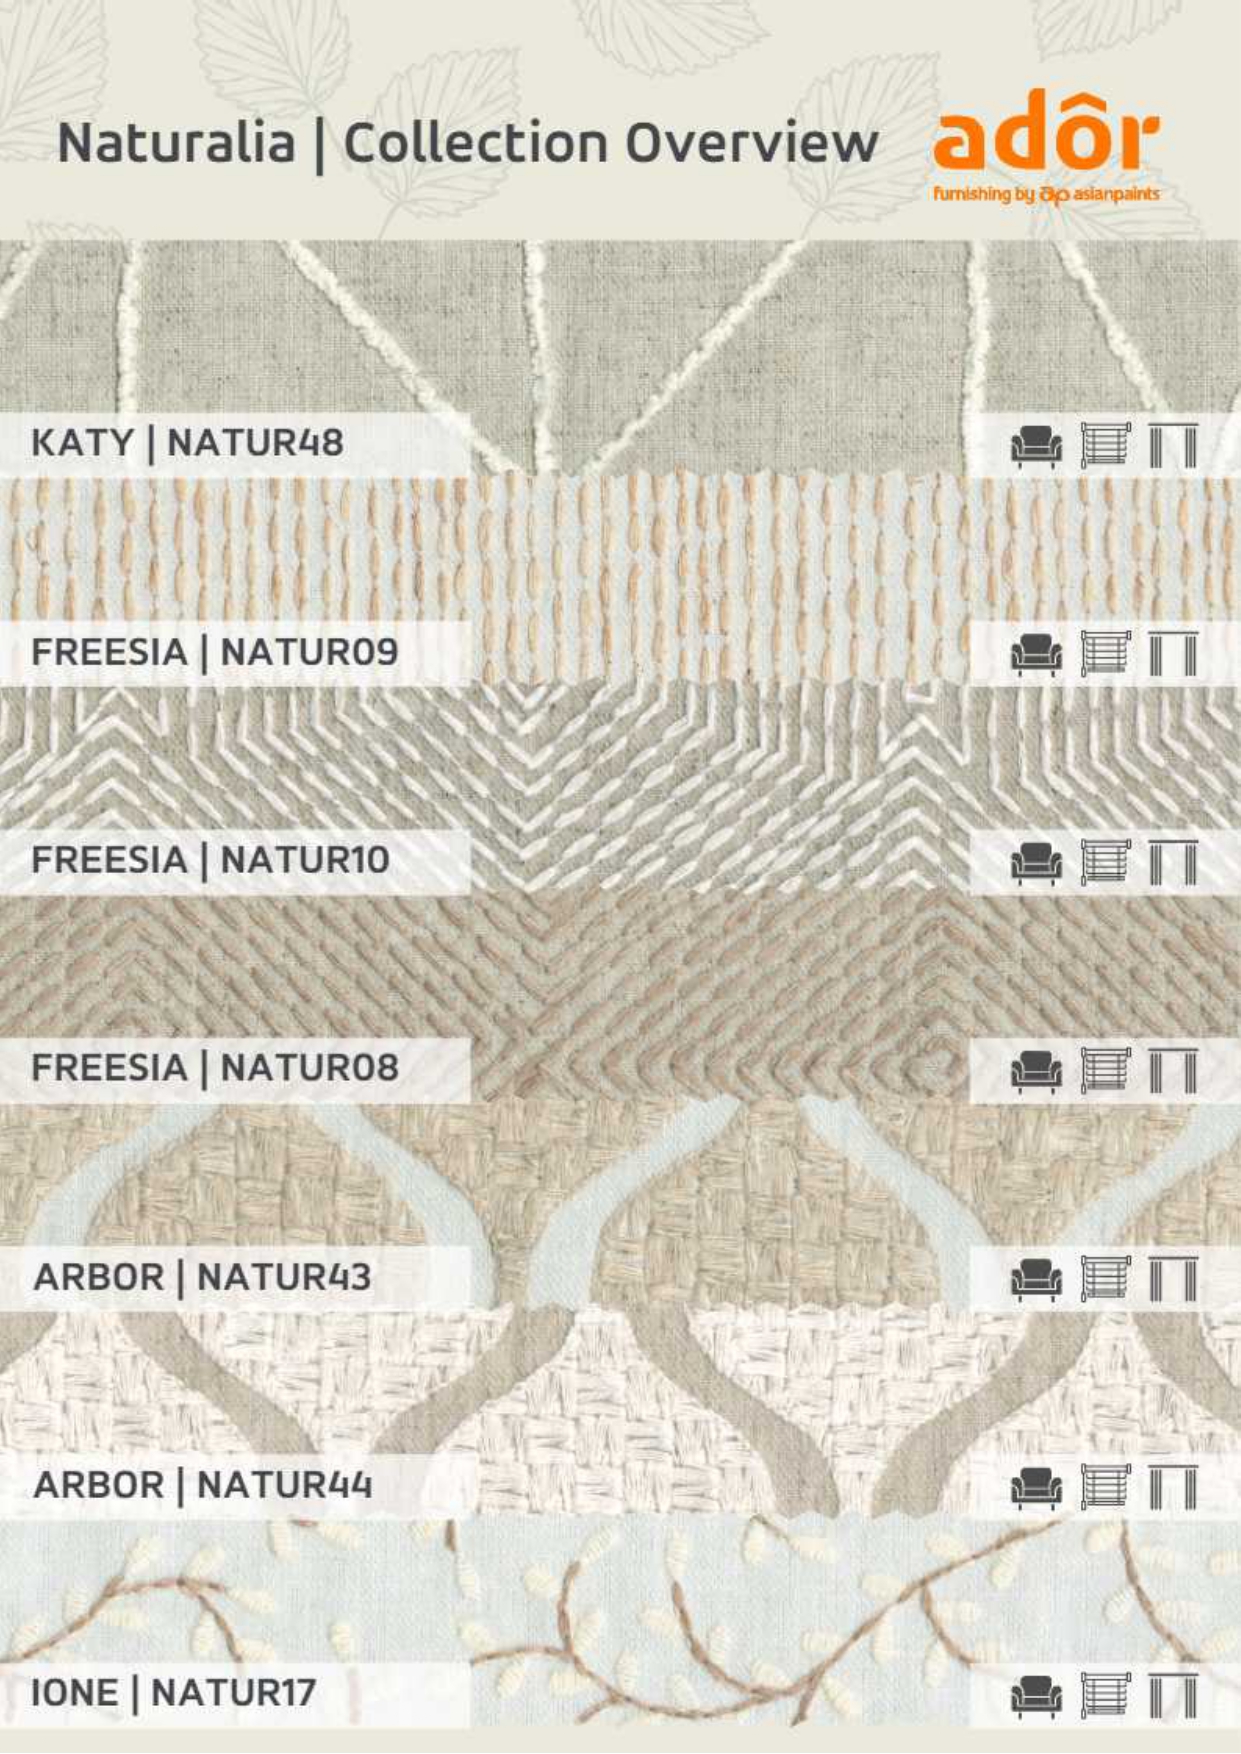 Naturalia | Collection Overview
adôr
furnishing by ap asianpaints
KATY | NATUR48
FREESIA | NATUR09
FREESIA | NATUR10
FREESIA | NATUR08
ARBOR | NATUR43
ARBOR | NATUR44
IONE | NATUR17